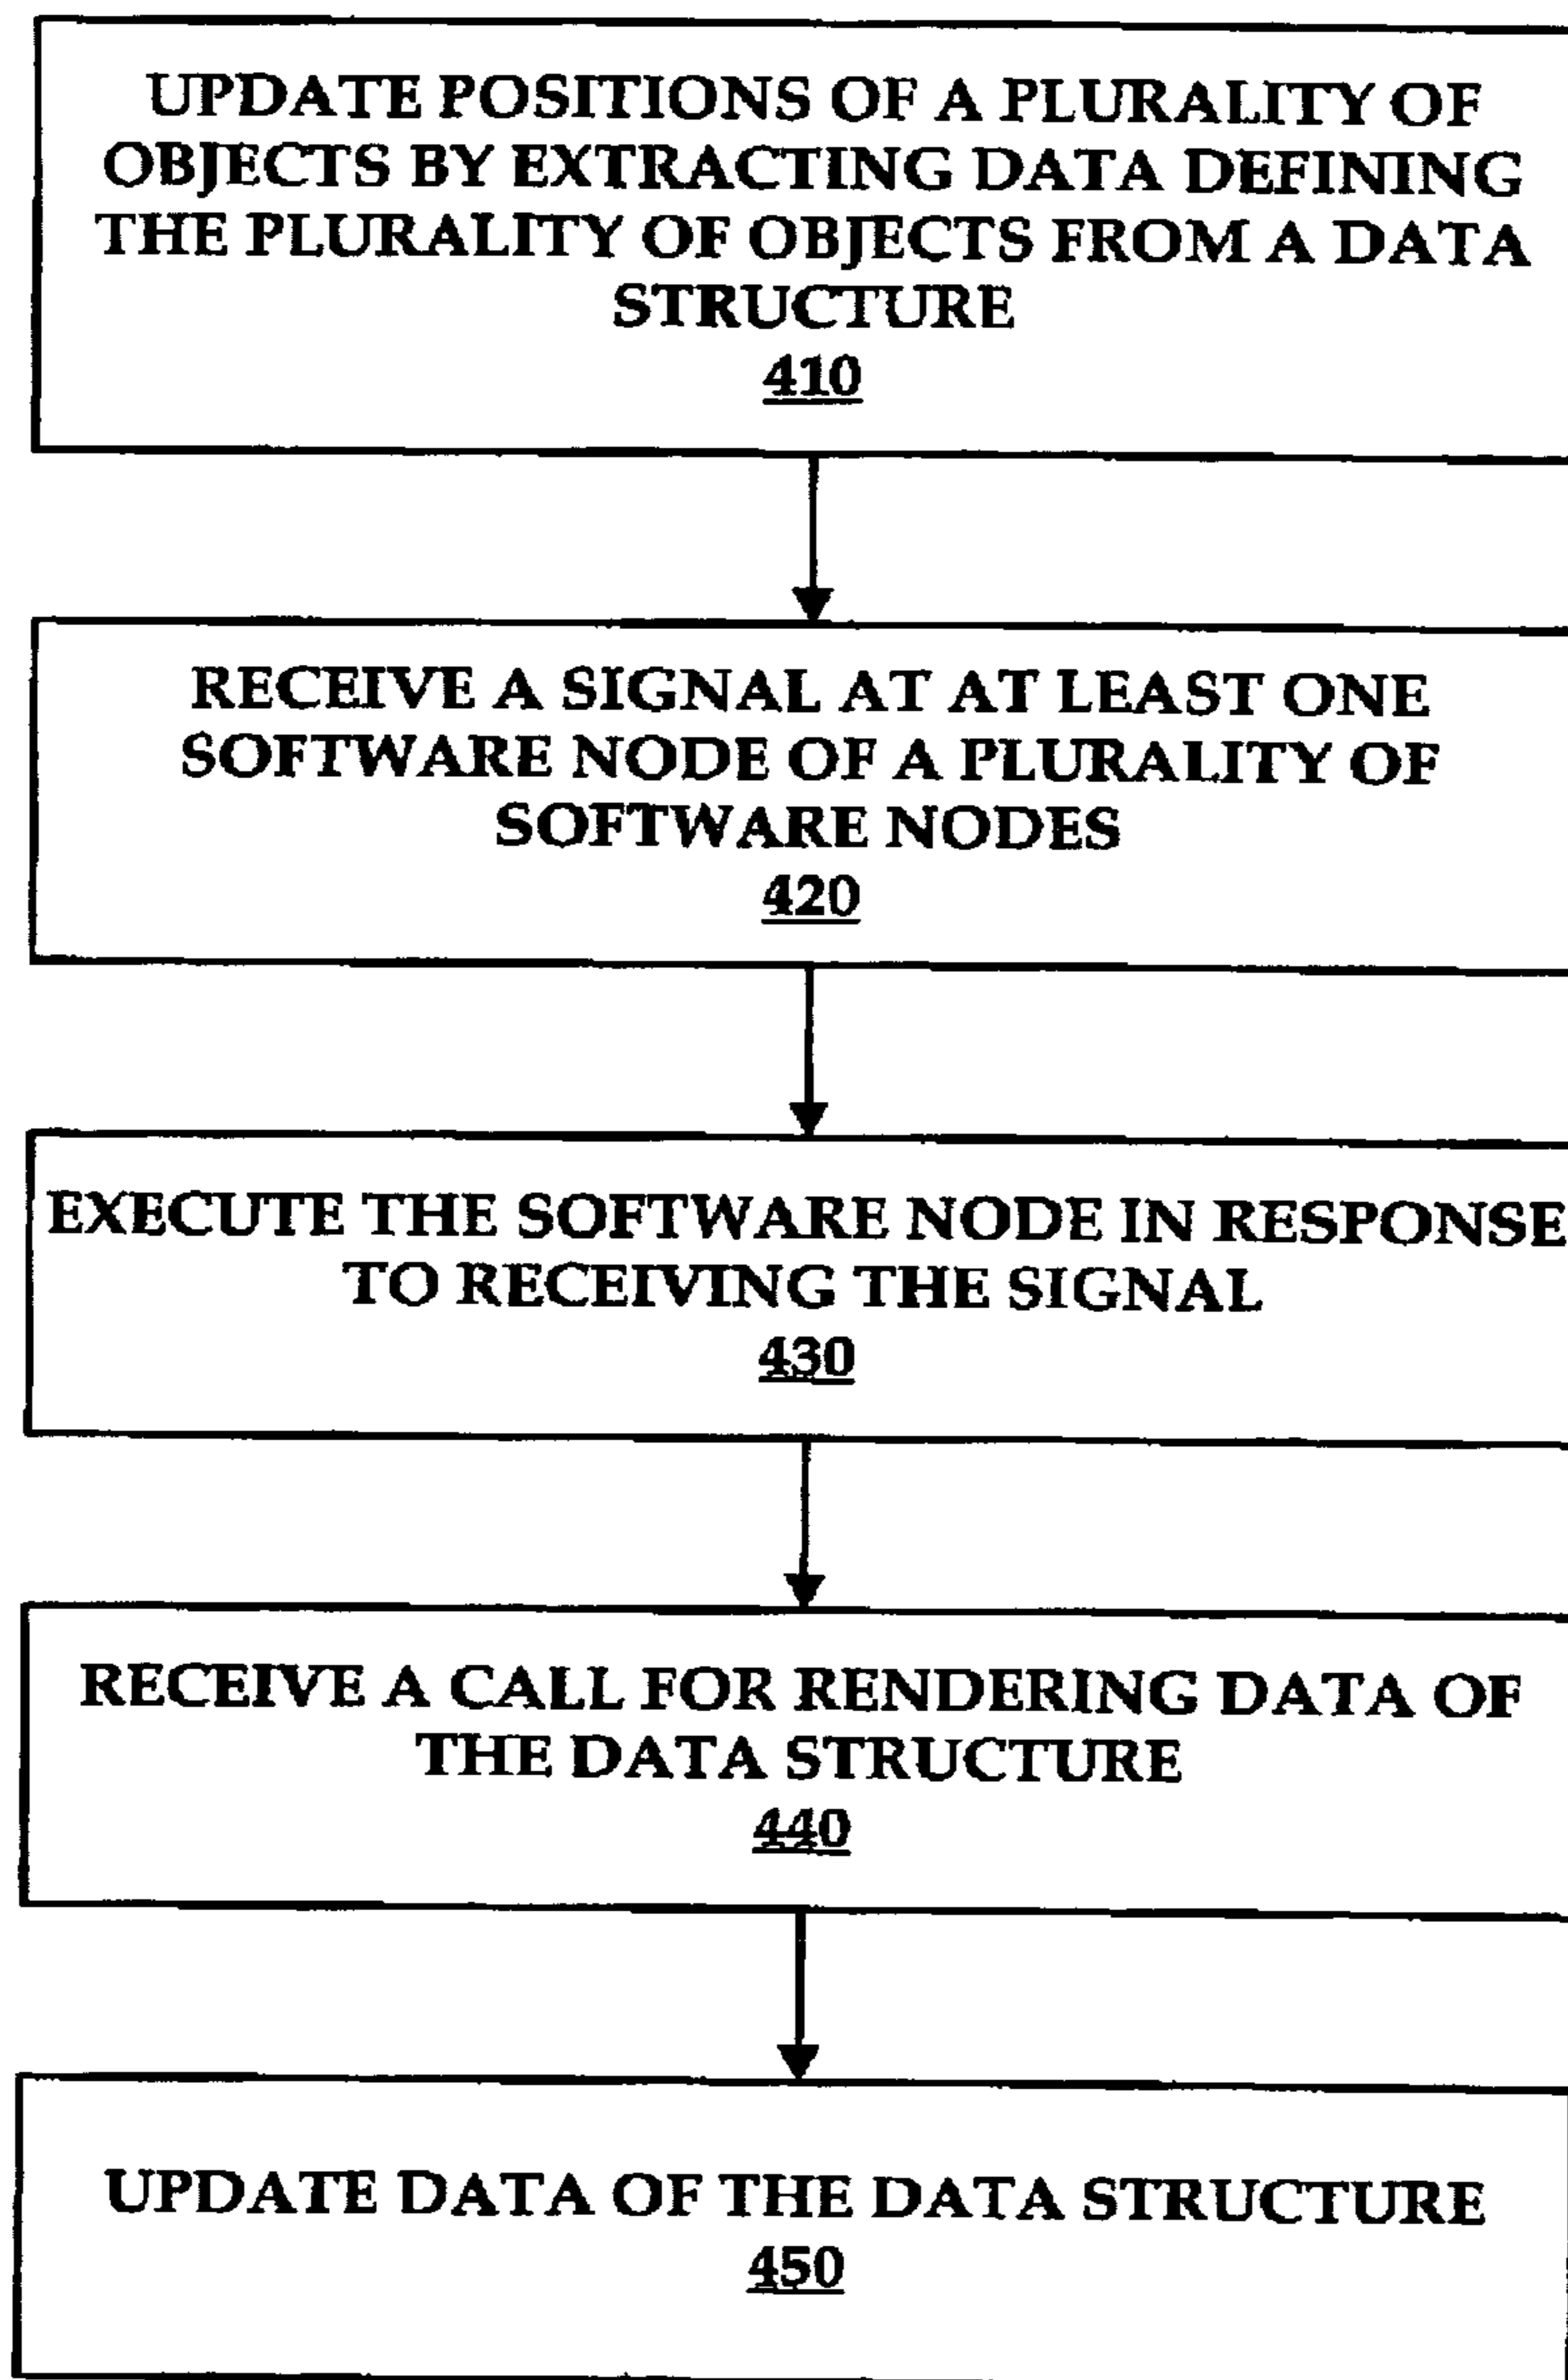 UPDATE POSITIONS OF A PLURALITY OF
OBJECTS BY EXTRACTING DATA DEFINING
THE PLURALITY OF OBJECTS FROM A DATA
STRUCTURE
410
RECEIVE A SIGNAL AT AT LEAST ONE
SOFTWARE NODE OF A PLURALITY OF
SOFTWARE NODES
420
EXECUTE THE SOFTWARE NODE IN RESPONSE
TO RECEIVING THE SIGNAL
430
RECEIVE A CALL FOR RENDERING DATA OF
THE DATA STRUCTURE
440
UPDATE DATA OF THE DATA STRUCTURE
450